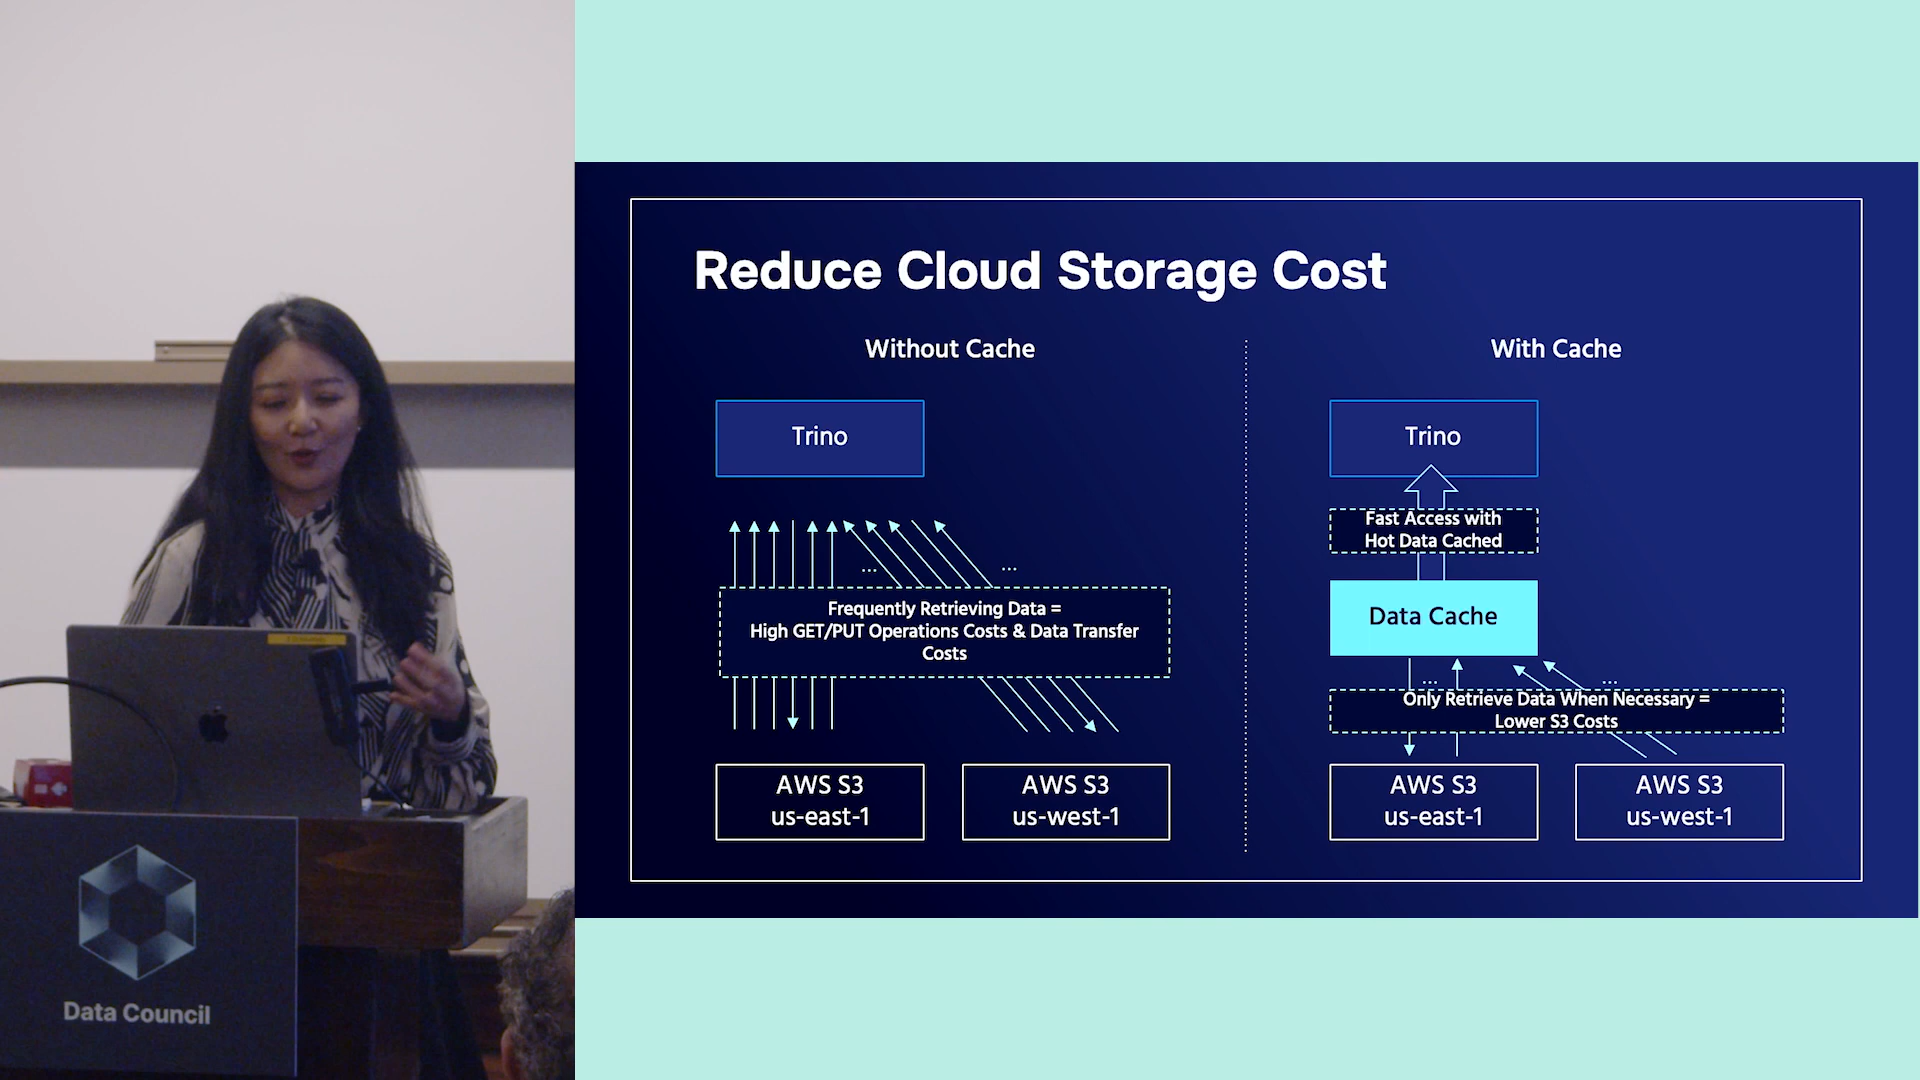 Reduce Cloud Storage Cost
Without Cache
Trino
...
...
Frequently Retrieving Data =
High GET/PUT Operations Costs & Data Transfer
Costs
AWS S3
us-east-1
AWS S3
us-west-1
With Cache
Trino
Fast Access with
Hot Data Cached
Data Cache
...
...
Only Retrieve Data When Necessary =
Lower S3 Costs
AWS S3
us-east-1
AWS S3
us-west-1
Data Council